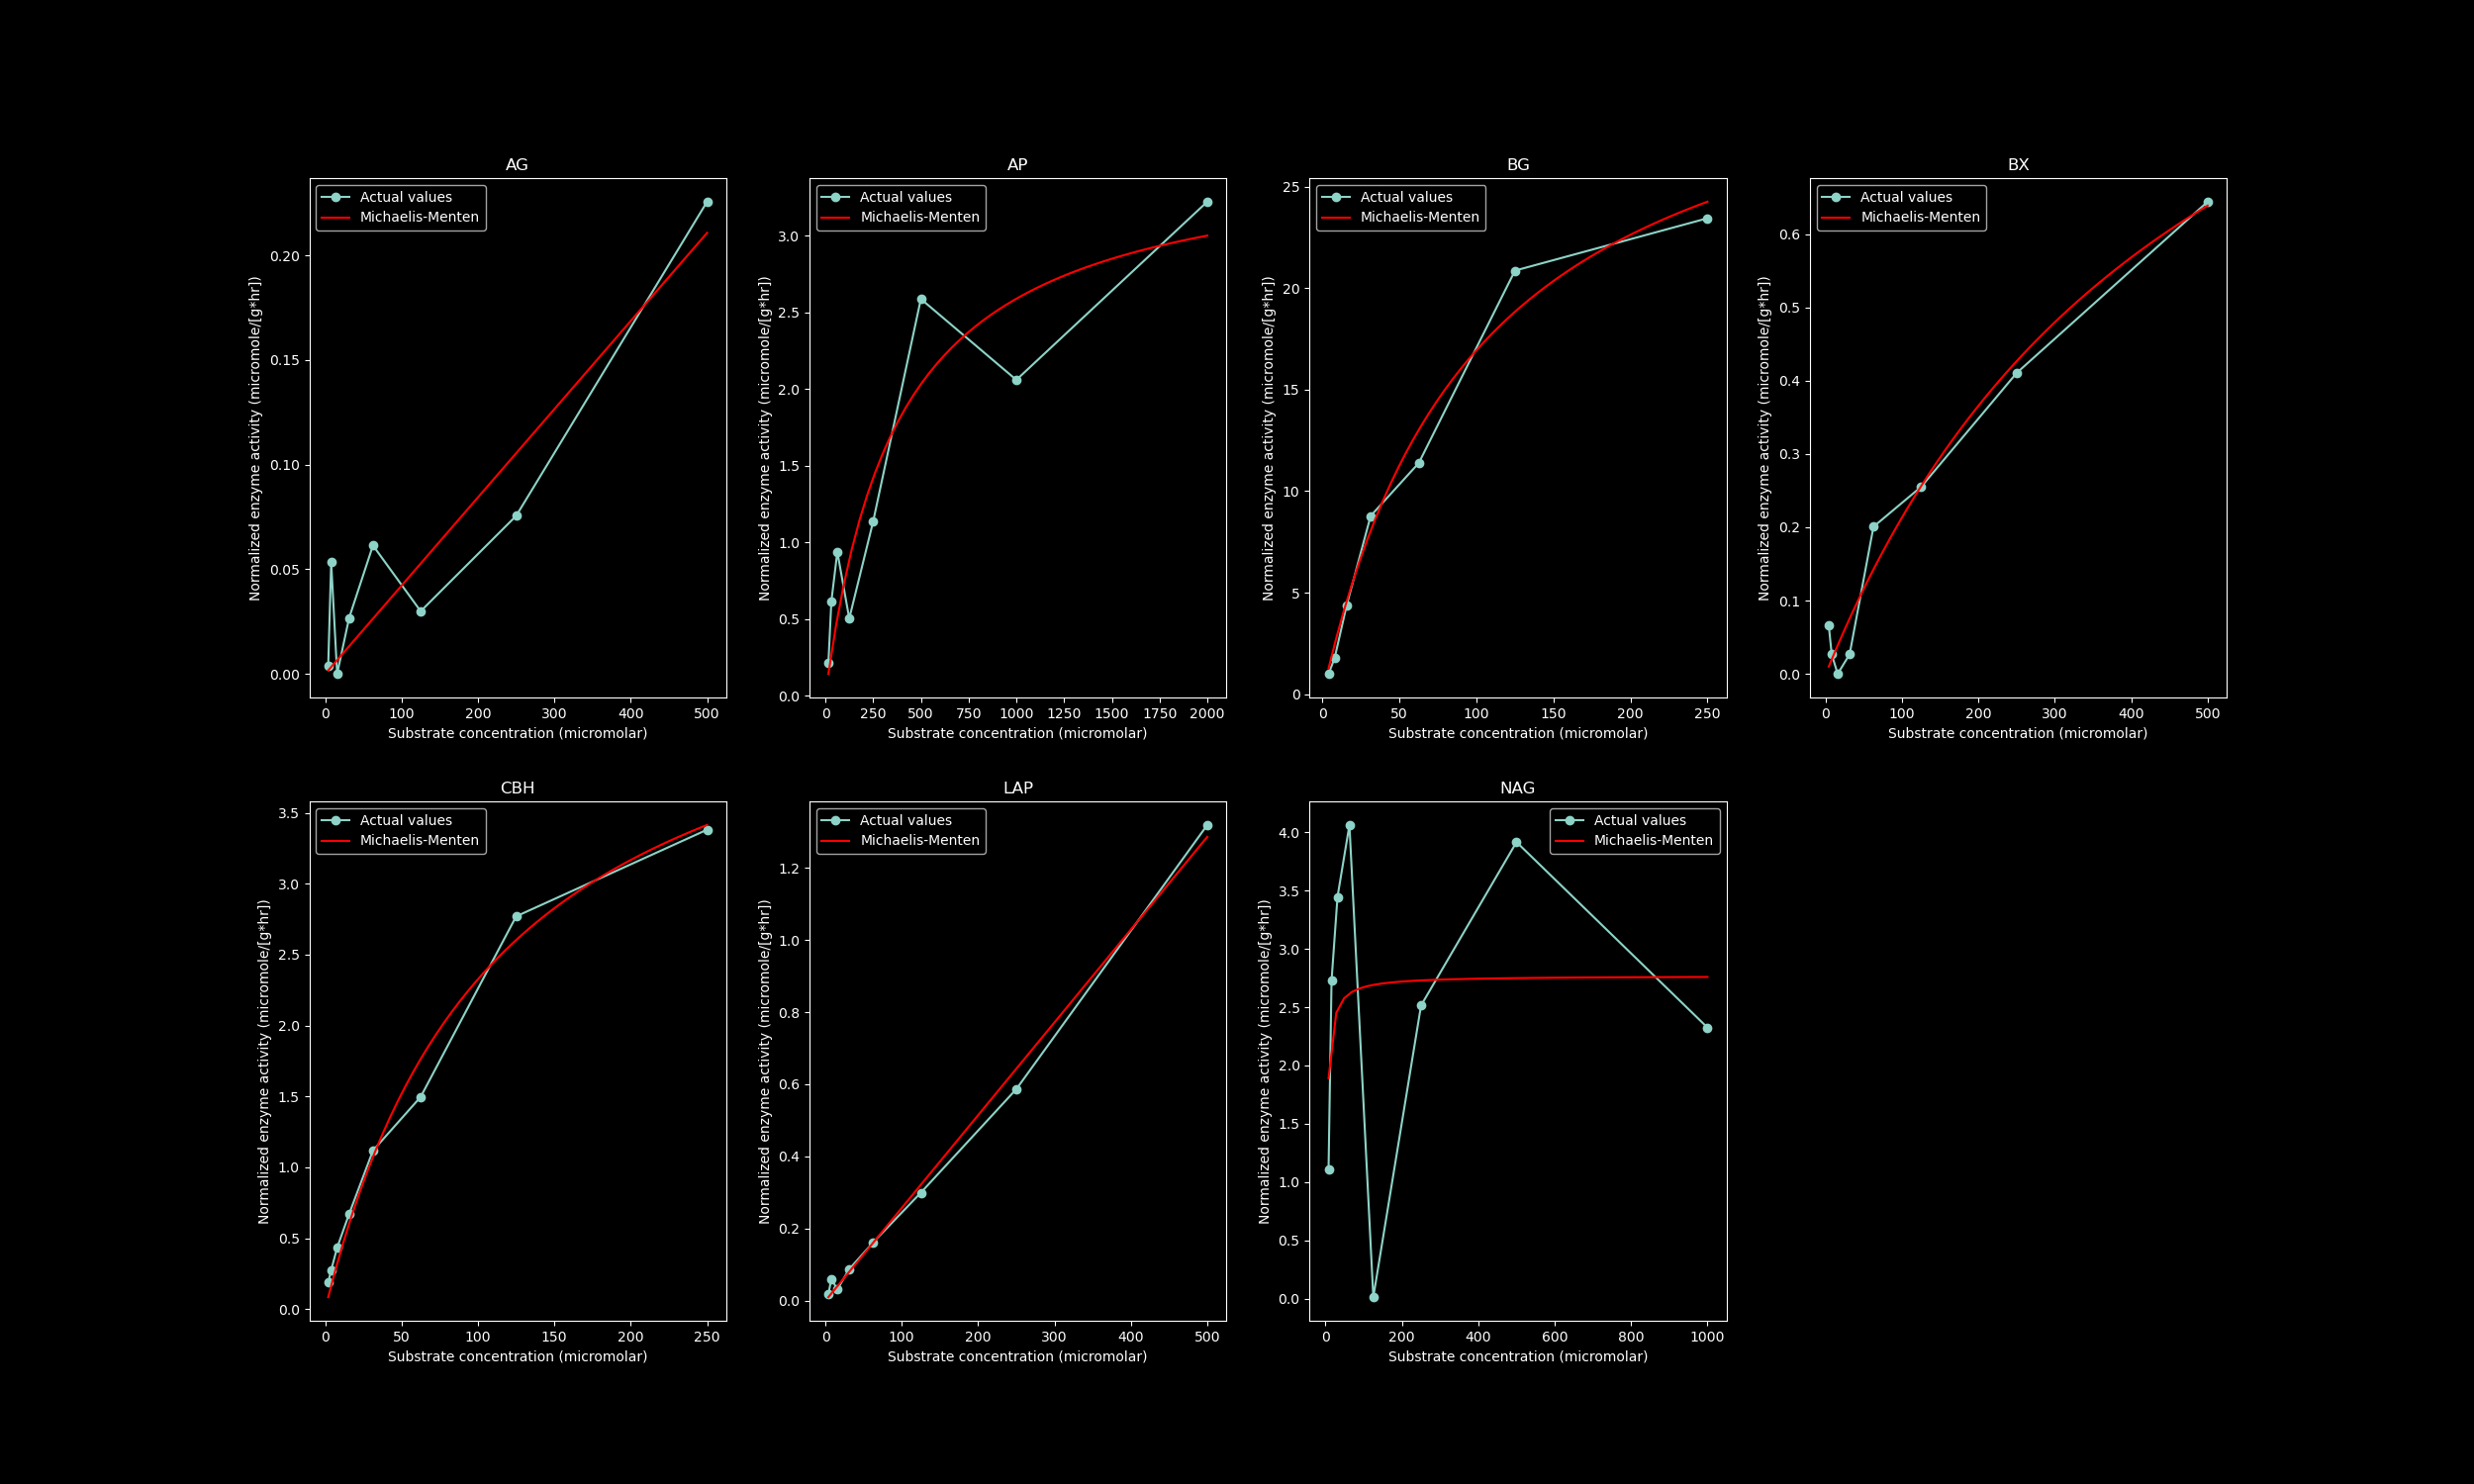 AG
Actual values
Michaelis-Menten
Normalized enzyme activity (micromole/[g*hr])
0.20
0.15
0.10
0.05
0.00
0 100 200 300 400 500
Substrate concentration (micromolar)
AP
Actual values
Michaelis-Menten
Normalized enzyme activity (micromole/[g*hr])
3.0
2.5
2.0
1.5
1.0
0.5
0.0
0 250 500 750 1000 1250 1500 1750 2000
Substrate concentration (micromolar)
BG
Actual values
Michaelis-Menten
Normalized enzyme activity (micromole/[g*hr])
25
20
15
10
5
0
0 50 100 150 200 250
Substrate concentration (micromolar)
BX
Actual values
Michaelis-Menten
Normalized enzyme activity (micromole/[g*hr])
0.6
0.5
0.4
0.3
0.2
0.1
0.0
0 100 200 300 400 500
Substrate concentration (micromolar)
CBH
Actual values
Michaelis-Menten
Normalized enzyme activity (micromole/[g*hr])
3.5
3.0
2.5
2.0
1.5
1.0
0.5
0.0
0 50 100 150 200 250
Substrate concentration (micromolar)
LAP
Actual values
Michaelis-Menten
Normalized enzyme activity (micromole/[g*hr])
1.2
1.0
0.8
0.6
0.4
0.2
0.0
0 100 200 300 400 500
Substrate concentration (micromolar)
NAG
Actual values
Michaelis-Menten
Normalized enzyme activity (micromole/[g*hr])
4.0
3.5
3.0
2.5
2.0
1.5
1.0
0.5
0.0
0 200 400 600 800 1000
Substrate concentration (micromolar)